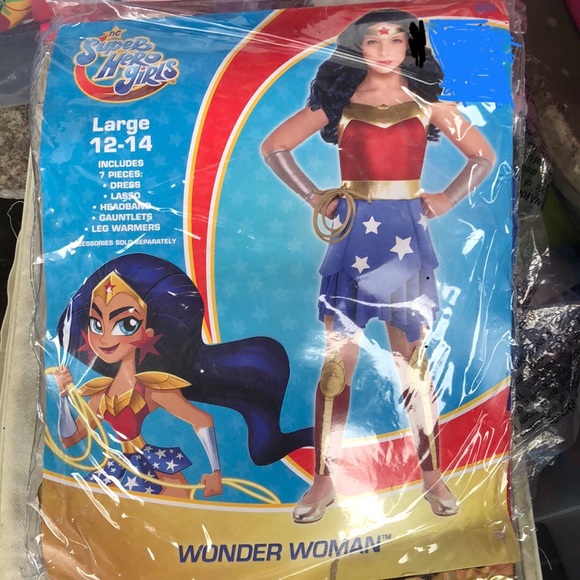 DC
Super
Hero
Girls
Large
12-14
INCLUDES
7 PIECES:
• DRESS
• LASSO
• HEADBAND
• GAUNTLETS
• LEG WARMERS
ACCESSORIES SOLD SEPARATELY
WONDER WOMAN™